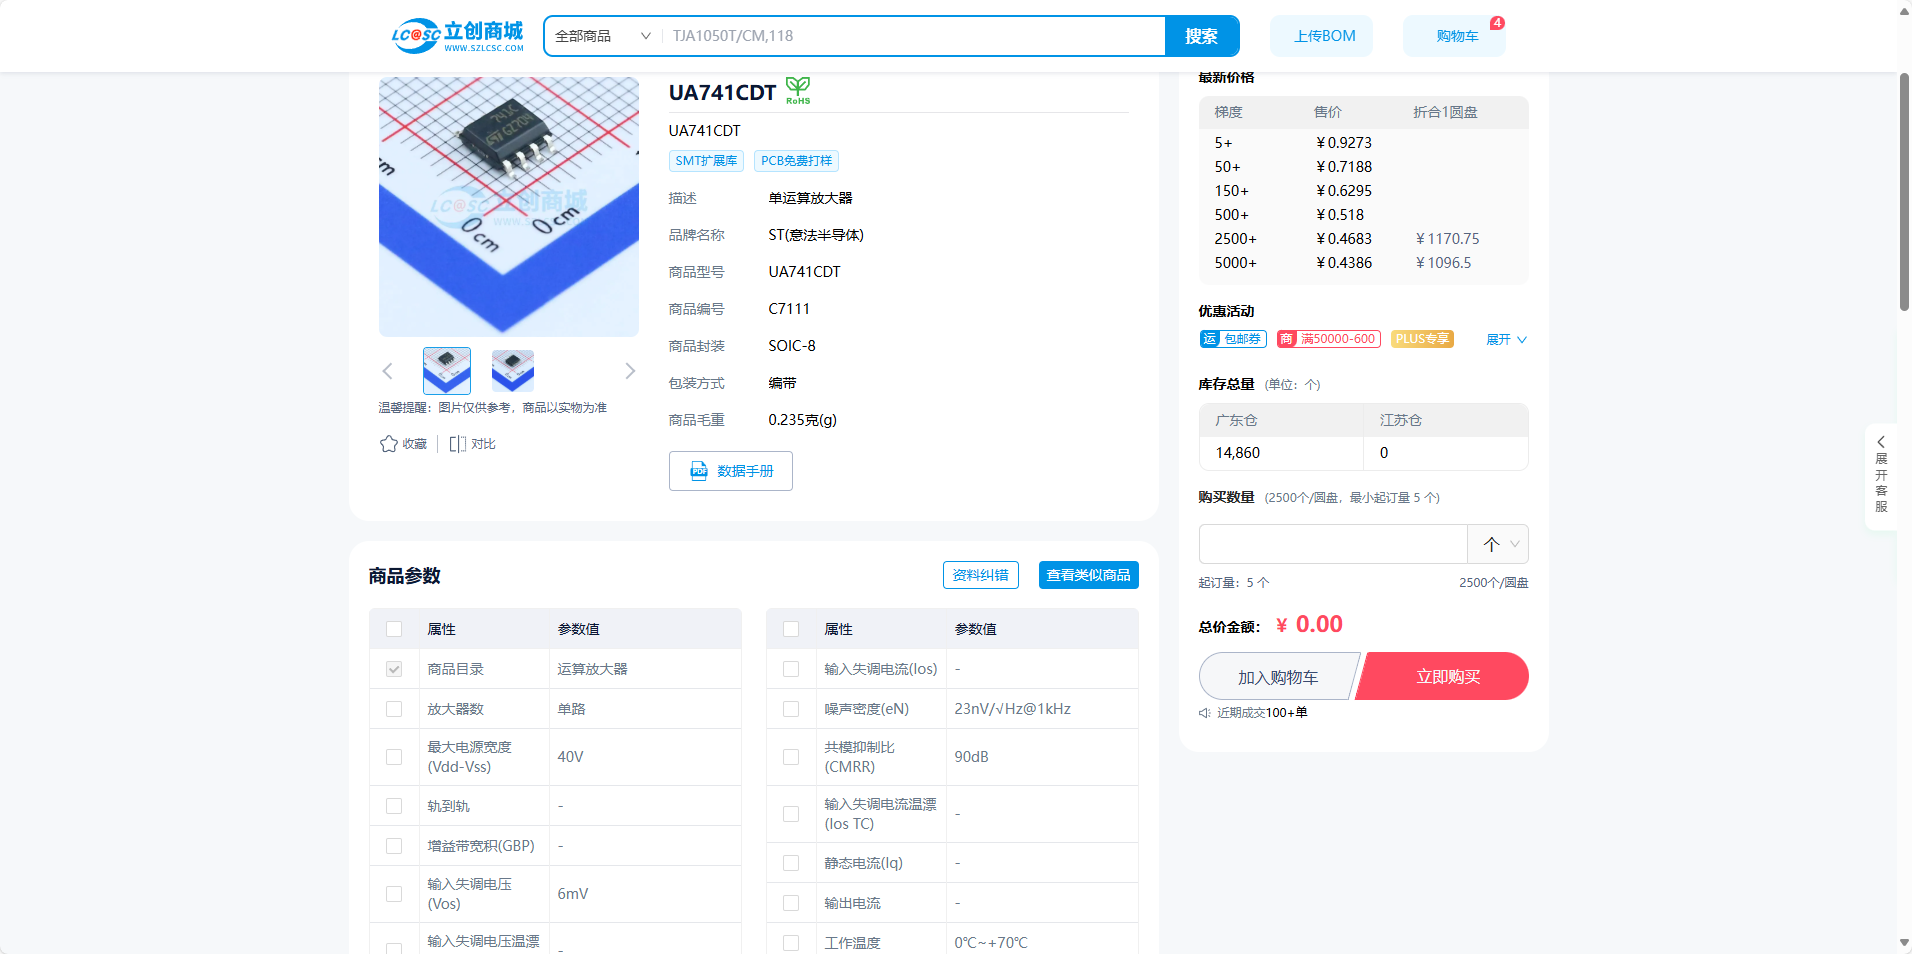 LC@SC 立创商城
WWW.SZLCSC.COM
全部商品
TJA1050T/CM,118
搜索
上传BOM
购物车
4
741C
GZ704
0 cm
0 cm
cm
LC@SC 立创商城
温馨提醒：图片仅供参考，商品以实物为准
收藏
对比
UA741CDT
RoHS
UA741CDT
SMT扩展库
PCB免费打样
描述
单运算放大器
品牌名称
ST(意法半导体)
商品型号
UA741CDT
商品编号
C7111
商品封装
SOIC-8
包装方式
编带
商品毛重
0.235克(g)
PDF 数据手册
最新价格
梯度 售价 折合1圆盘
5+ ￥0.9273
50+ ￥0.7188
150+ ￥0.6295
500+ ￥0.518
2500+ ￥0.4683 ￥1170.75
5000+ ￥0.4386 ￥1096.5
优惠活动
运 包邮券 商 满50000-600 PLUS专享 展开
库存总量 (单位：个)
广东仓 江苏仓
14,860 0
购买数量 (2500个/圆盘，最小起订量 5 个)
个
起订量：5 个 2500个/圆盘
总价金额： ￥ 0.00
加入购物车 立即购买
近期成交100+单
展开客服
商品参数
资料纠错
查看类似商品
属性 参数值
商品目录 运算放大器
放大器数 单路
最大电源宽度
(Vdd-Vss) 40V
轨到轨 -
增益带宽积(GBP) -
输入失调电压
(Vos) 6mV
输入失调电压温漂 -
属性 参数值
输入失调电流(Ios) -
噪声密度(eN) 23nV/√Hz@1kHz
共模抑制比
(CMRR) 90dB
输入失调电流温漂
(Ios TC) -
静态电流(Iq) -
输出电流 -
工作温度 0℃~+70℃